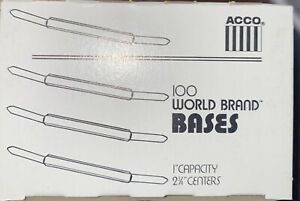 ACCO®
100
WORLD BRAND™
BASES
1" CAPACITY
2¾" CENTERS